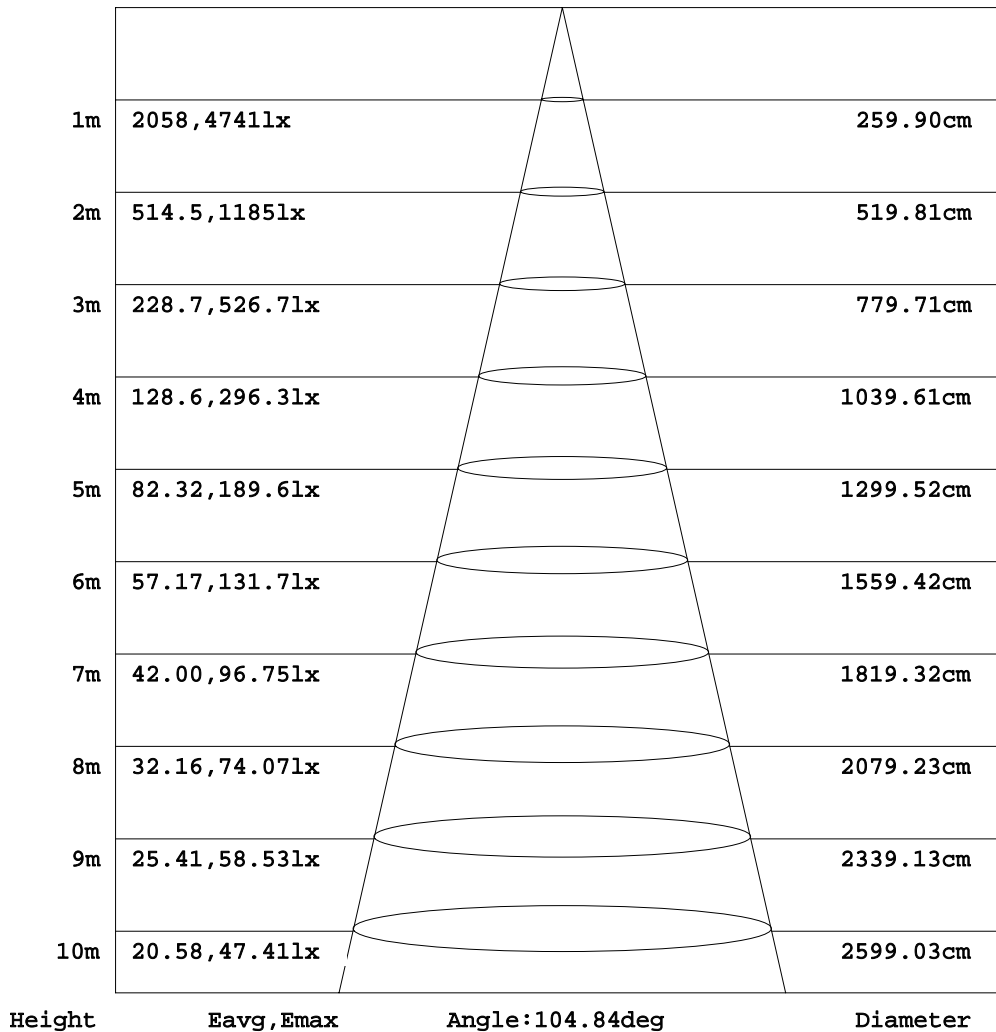 1m 2058,4741lx 259.90cm
2m 514.5,1185lx 519.81cm
3m 228.7,526.7lx 779.71cm
4m 128.6,296.3lx 1039.61cm
5m 82.32,189.6lx 1299.52cm
6m 57.17,131.7lx 1559.42cm
7m 42.00,96.75lx 1819.32cm
8m 32.16,74.07lx 2079.23cm
9m 25.41,58.53lx 2339.13cm
10m 20.58,47.41lx 2599.03cm
Height Eavg,Emax Angle:104.84deg Diameter